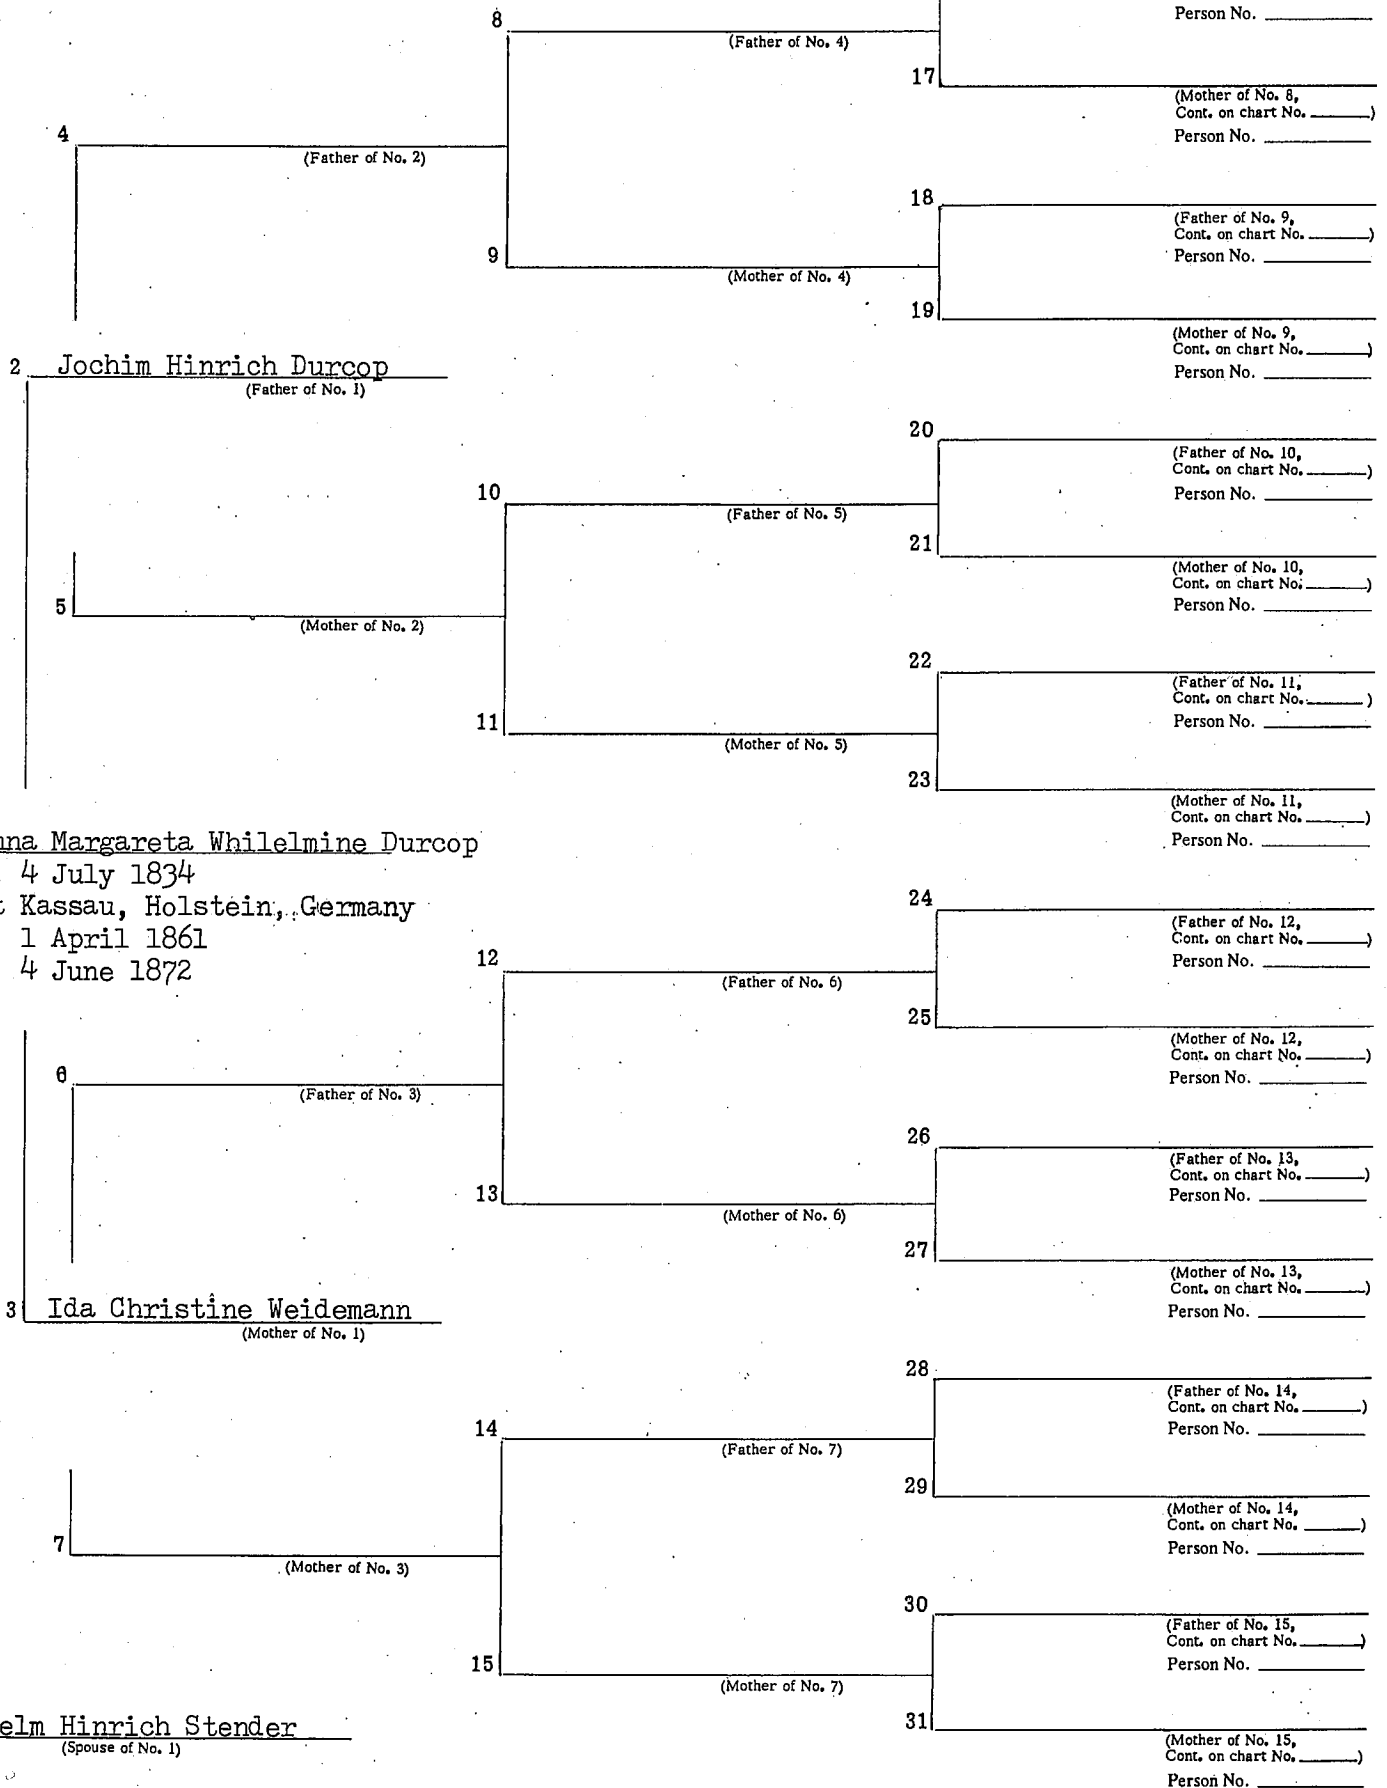 Person No.
8
(Father of No. 4)
17
(Mother of No. 8,
Cont. on chart No. )
Person No.
4
(Father of No. 2)
18
(Father of No. 9,
Cont. on chart No. )
Person No.
9
(Mother of No. 4)
19
(Mother of No. 9,
Cont. on chart No. )
Person No.
2 Jochim Hinrich Durcop
(Father of No. 1)
20
(Father of No. 10,
Cont. on chart No. )
Person No.
10
(Father of No. 5)
21
(Mother of No. 10,
Cont. on chart No. )
Person No.
5
(Mother of No. 2)
22
(Father of No. 11,
Cont. on chart No. )
Person No.
11
(Mother of No. 5)
23
(Mother of No. 11,
Cont. on chart No. )
Person No.
Margareta Whilelmine Durcop
4 July 1834
Kassau, Holstein, Germany
1 April 1861
4 June 1872
24
(Father of No. 12,
Cont. on chart No. )
Person No.
12
(Father of No. 6)
25
(Mother of No. 12,
Cont. on chart No. )
Person No.
6
(Father of No. 3)
26
(Father of No. 13,
Cont. on chart No. )
Person No.
13
(Mother of No. 6)
27
(Mother of No. 13,
Cont. on chart No. )
Person No.
3 Ida Christine Weidemann
(Mother of No. 1)
28
(Father of No. 14,
Cont. on chart No. )
Person No.
14
(Father of No. 7)
29
(Mother of No. 14,
Cont. on chart No. )
Person No.
7
(Mother of No. 3)
30
(Father of No. 15,
Cont. on chart No. )
Person No.
15
(Mother of No. 7)
31
(Mother of No. 15,
Cont. on chart No. )
Person No.
Hinrich Stender
(Spouse of No. 1)